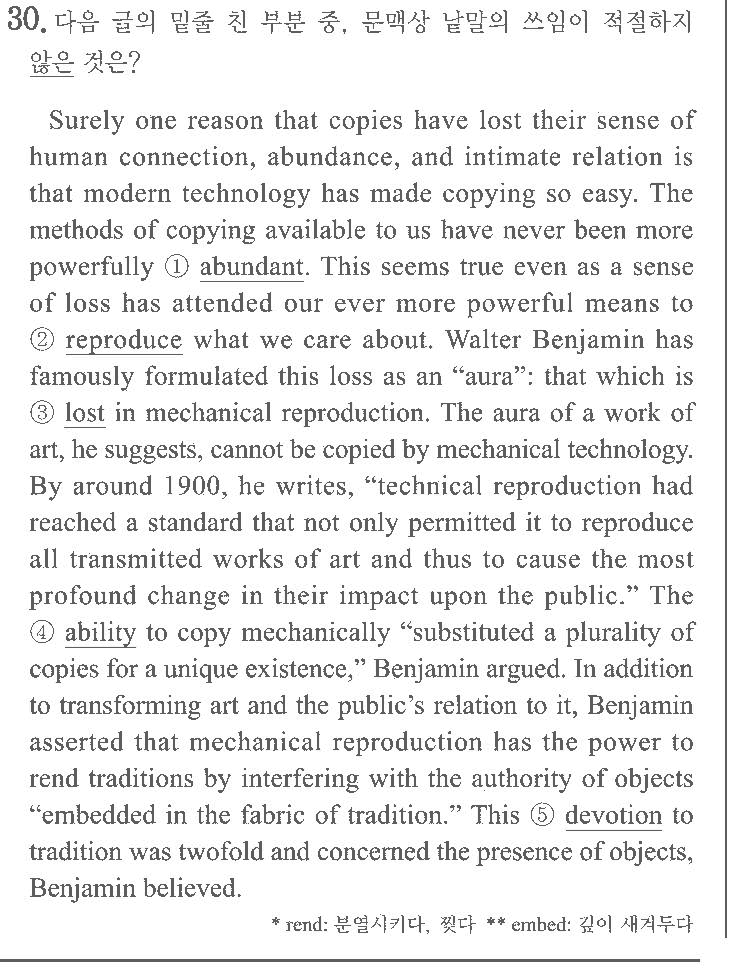 30. 다음 글의 밑줄 친 부분 중, 문맥상 낱말의 쓰임이 적절하지
않은 것은?
Surely one reason that copies have lost their sense of
human connection, abundance, and intimate relation is
that modern technology has made copying so easy. The
methods of copying available to us have never been more
powerfully ① abundant. This seems true even as a sense
of loss has attended our ever more powerful means to
② reproduce what we care about. Walter Benjamin has
famously formulated this loss as an “aura”: that which is
③ lost in mechanical reproduction. The aura of a work of
art, he suggests, cannot be copied by mechanical technology.
By around 1900, he writes, “technical reproduction had
reached a standard that not only permitted it to reproduce
all transmitted works of art and thus to cause the most
profound change in their impact upon the public.” The
④ ability to copy mechanically “substituted a plurality of
copies for a unique existence,” Benjamin argued. In addition
to transforming art and the public’s relation to it, Benjamin
asserted that mechanical reproduction has the power to
rend traditions by interfering with the authority of objects
“embedded in the fabric of tradition.” This ⑤ devotion to
tradition was twofold and concerned the presence of objects,
Benjamin believed.
* rend: 분열시키다, 찢다 ** embed: 깊이 새겨두다